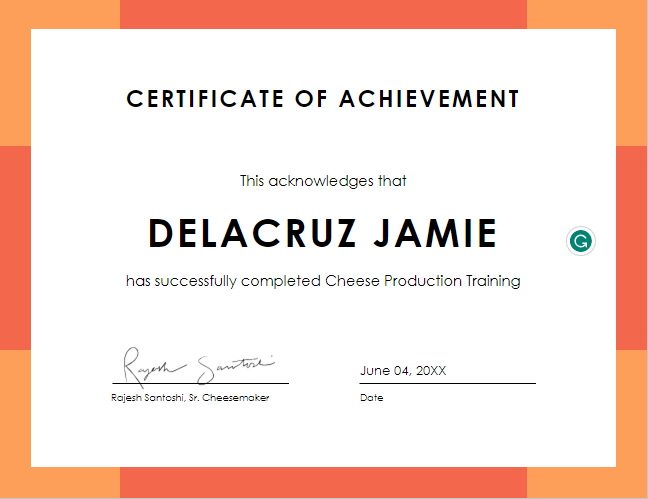 CERTIFICATE OF ACHIEVEMENT
This acknowledges that
DELACRUZ JAMIE
has successfully completed Cheese Production Training
Rajesh Santoshi
June 04, 20XX
Rajesh Santoshi, Sr. Cheesemaker
Date